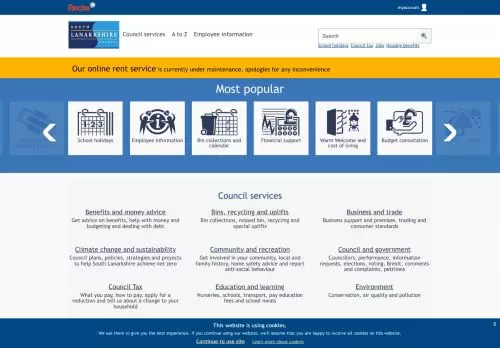 Recite
myaccount
SOUTH
LANARKSHIRE
COUNCIL
Council services
A to Z
Employee information
Search
School holidays
Council Tax
Jobs
Housing benefits
Our online rent service is currently under maintenance, apologies for any inconvenience
Most popular
School holidays
Employee Information
Bin collections and
calendar
Financial support
Warm Welcome and
cost of living
Budget consultation
Council services
Benefits and money advice
Get advice on benefits, help with money and
budgeting and dealing with debt
Bins, recycling and uplifts
Bin collections, missed bin, recycling and
special uplifts
Business and trade
Business support and premises, trading and
consumer standards
Climate change and sustainability
Council plans, policies, strategies and projects
to help South Lanarkshire achieve net zero
Community and recreation
Get involved in your community, local and
family history, home safety advice and report
anti-social behaviour
Council and government
Councillors, performance, information
requests, elections, voting, Brexit, comments
and complaints, petitions
Council Tax
What you pay, how to pay, apply for a
reduction and tell us about a change to your
household
Education and learning
Nurseries, schools, transport, pay education
fees and school meals
Environment
Conservation, air quality and pollution
This website is using cookies.
x
We use them to give you the best experience. If you continue using our website, we'll assume that you are happy to receive all cookies on this website.
Continue to use site
Learn more about cookies